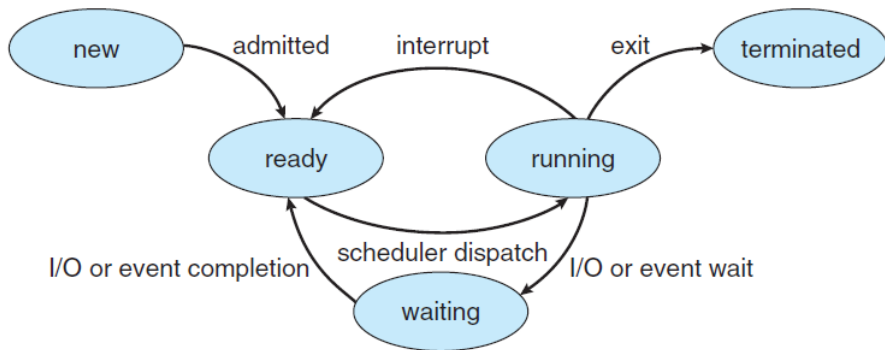 new
admitted
interrupt
exit
terminated
ready
running
scheduler dispatch
I/O or event completion
I/O or event wait
waiting